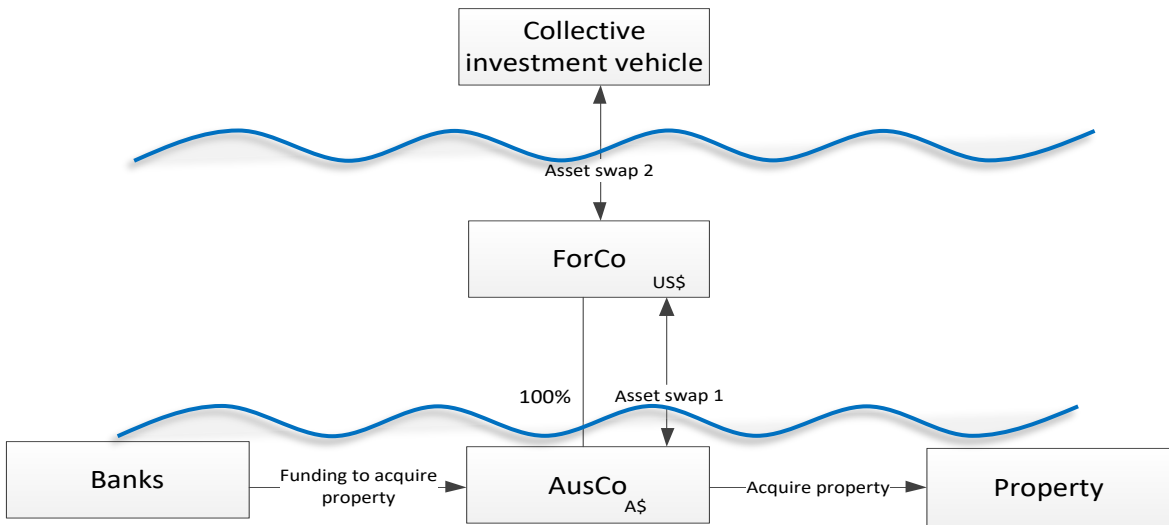 Collective
investment vehicle
Asset swap 2
ForCo
US$
100%
Asset swap 1
Banks
Funding to acquire
property
AusCo
A$
Acquire property
Property